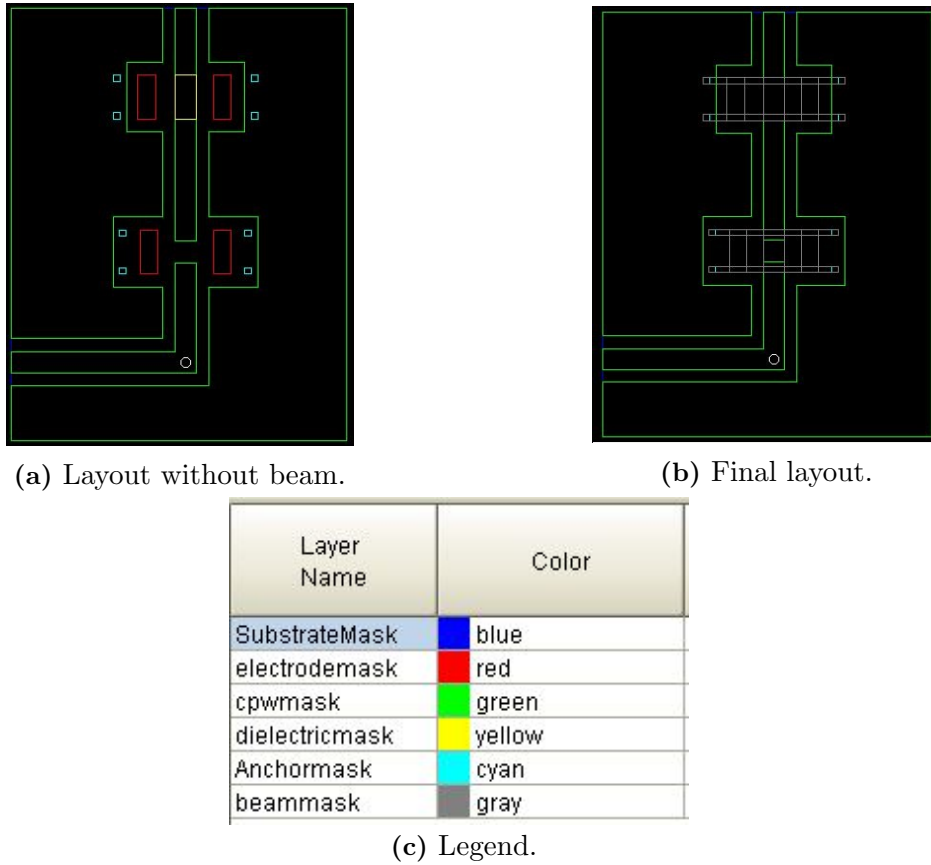 (a) Layout without beam.
(b) Final layout.
Layer
Name
Color
SubstrateMask blue
electrodemask red
cpwmask green
dielectricmask yellow
Anchormask cyan
beammask gray
(c) Legend.